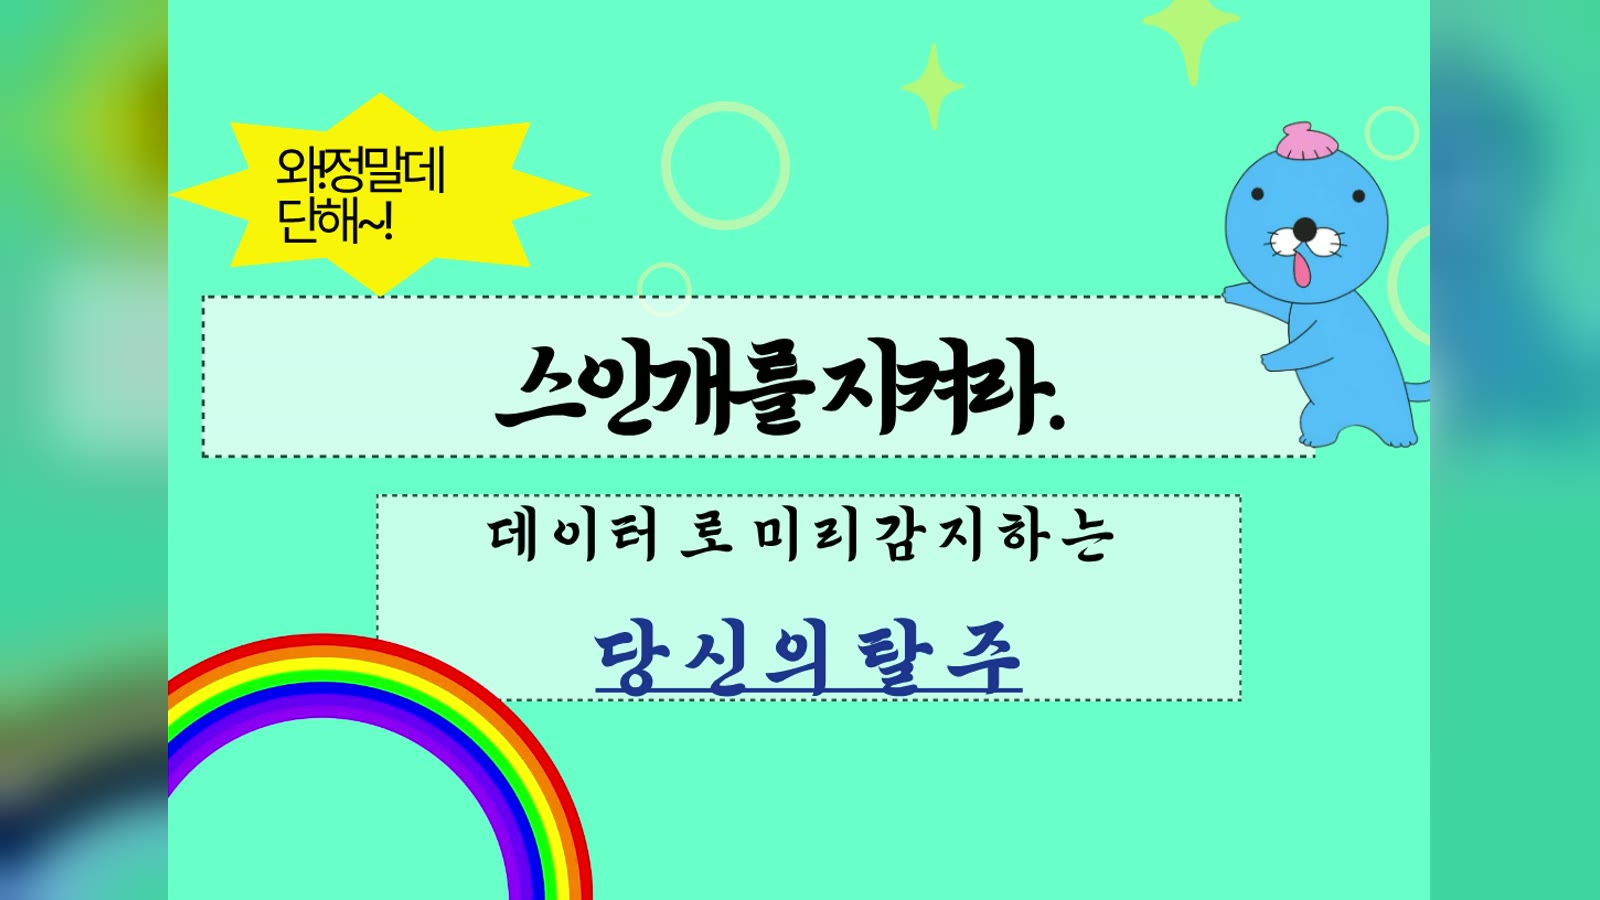 와!정말데
단해~!
스안개를 지켜라.
데이터 로 미리감지하는
당신의 탈주